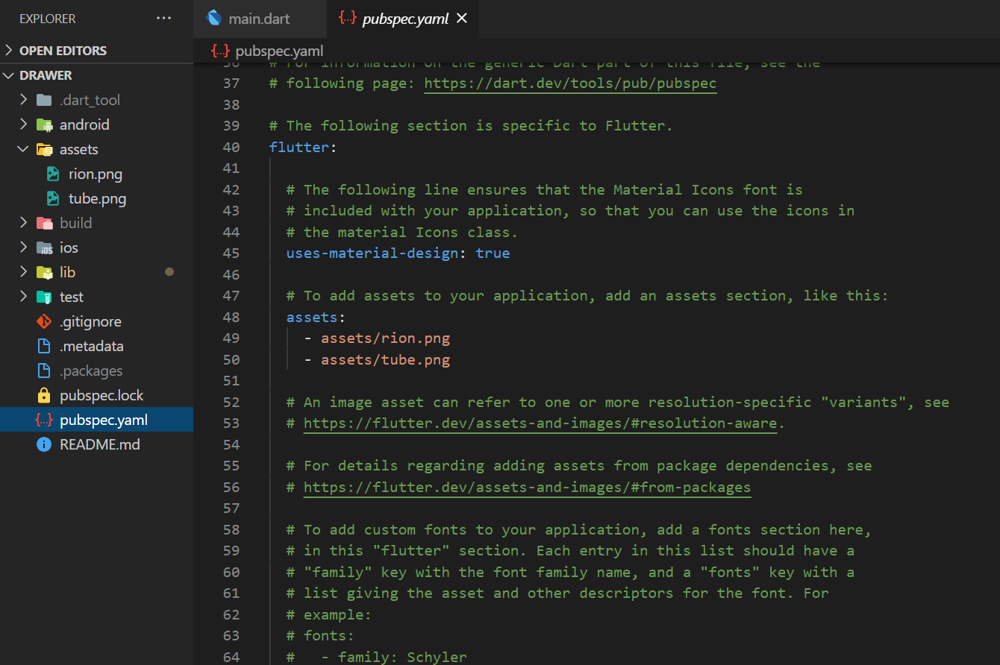 EXPLORER
OPEN EDITORS
DRAWER
.dart_tool
android
assets
rion.png
tube.png
build
ios
lib
test
.gitignore
.metadata
.packages
pubspec.lock
pubspec.yaml
README.md
main.dart
pubspec.yaml
pubspec.yaml
36 # For information on the generic Dart part of this file, see the
37 # following page: https://dart.dev/tools/pub/pubspec
38
39 # The following section is specific to Flutter.
40 flutter:
41
42 # The following line ensures that the Material Icons font is
43 # included with your application, so that you can use the icons in
44 # the material Icons class.
45 uses-material-design: true
46
47 # To add assets to your application, add an assets section, like this:
48 assets:
49 - assets/rion.png
50 - assets/tube.png
51
52 # An image asset can refer to one or more resolution-specific "variants", see
53 # https://flutter.dev/assets-and-images/#resolution-aware.
54
55 # For details regarding adding assets from package dependencies, see
56 # https://flutter.dev/assets-and-images/#from-packages
57
58 # To add custom fonts to your application, add a fonts section here,
59 # in this "flutter" section. Each entry in this list should have a
60 # "family" key with the font family name, and a "fonts" key with a
61 # list giving the asset and other descriptors for the font. For
62 # example:
63 # fonts:
64 #   - family: Schyler